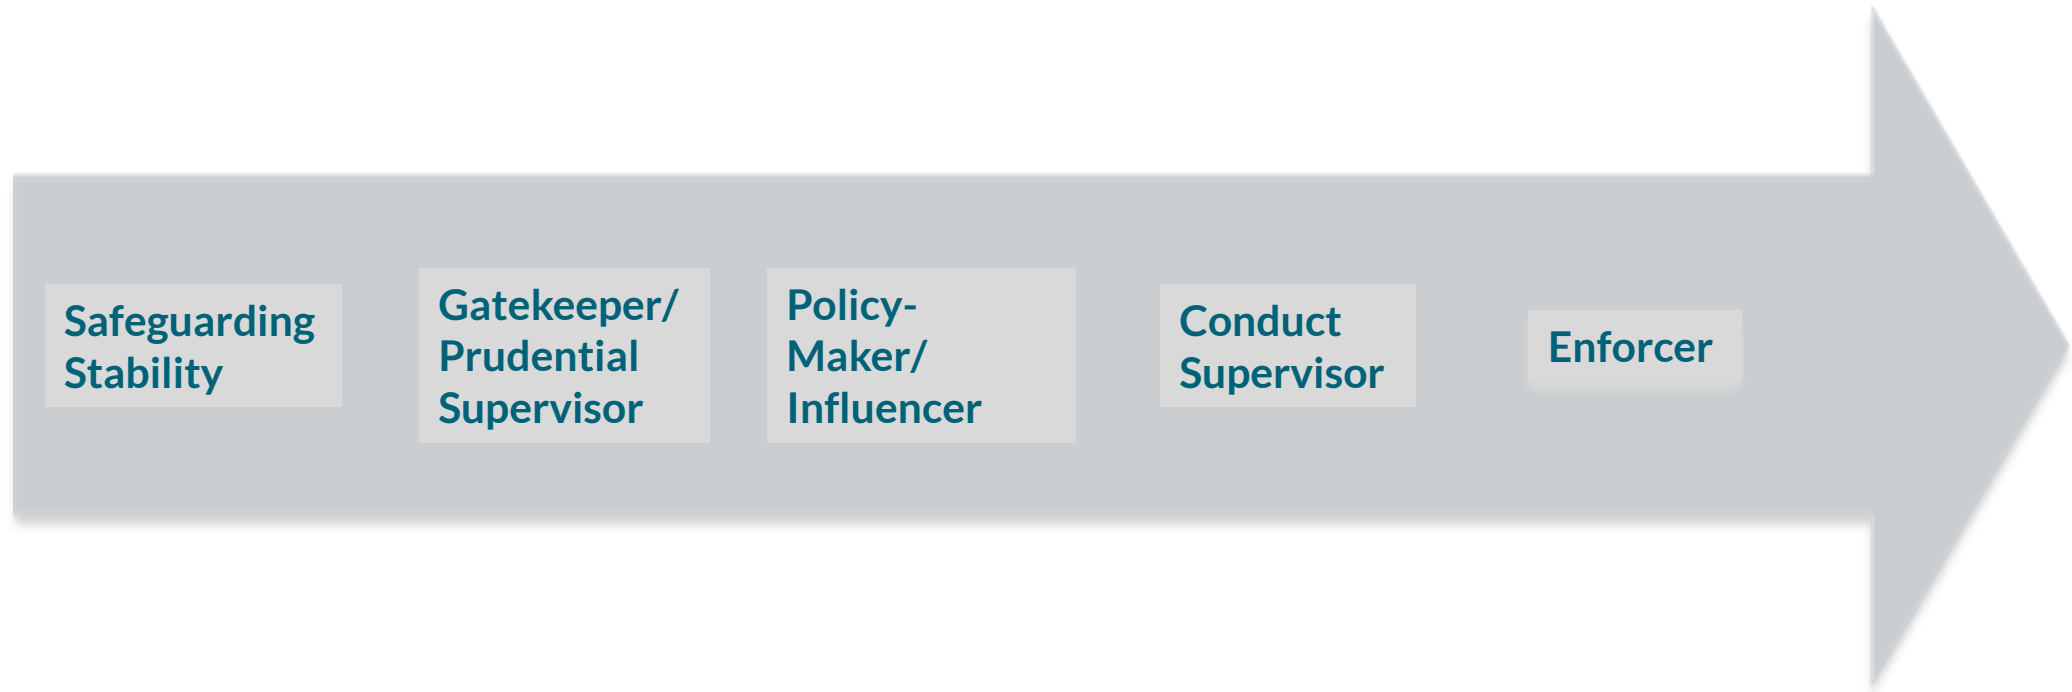 Safeguarding
Stability
Gatekeeper/
Prudential
Supervisor
Policy-
Maker/
Influencer
Conduct
Supervisor
Enforcer